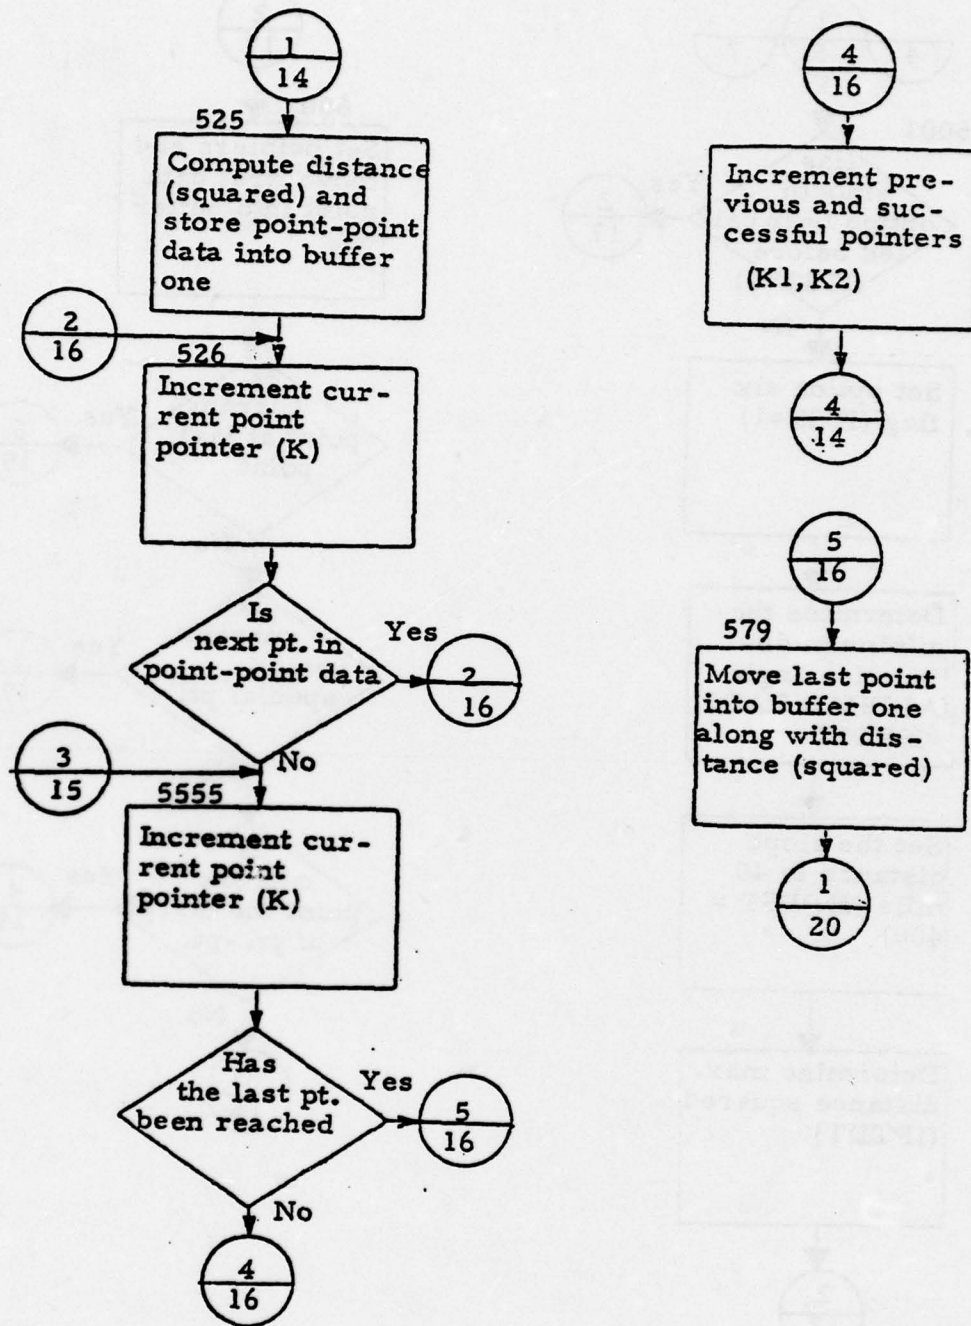 1
14
525
Compute distance
(squared) and
store point-point
data into buffer
one
2
16
526
Increment cur-
rent point
pointer (K)
Is
next pt. in
point-point data
Yes
2
16
No
3
15
5555
Increment cur-
rent point
pointer (K)
Has
the last pt.
been reached
Yes
5
16
No
4
16
4
16
Increment pre-
vious and suc-
cessful pointers
(K1, K2)
4
14
5
16
579
Move last point
into buffer one
along with dis-
tance (squared)
1
20